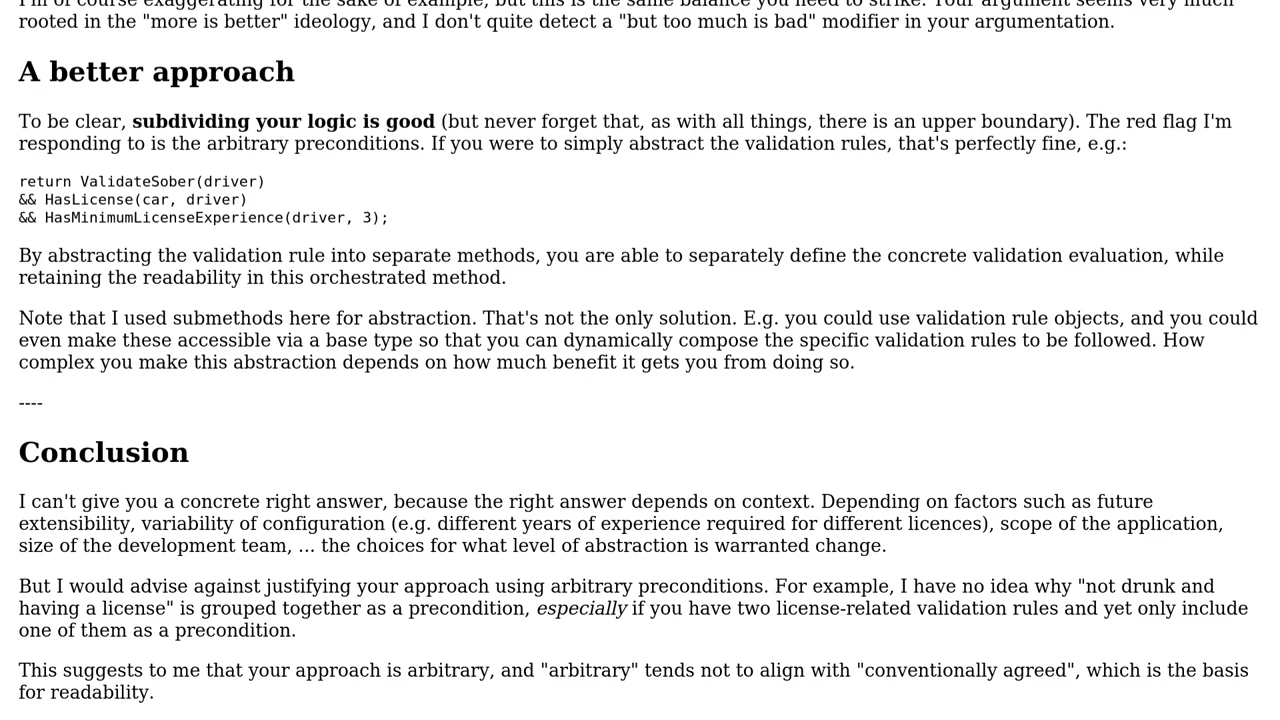 I'm of course exaggerating for the sake of example, but this is the same balance you need to strike. Your argument seems very much
rooted in the "more is better" ideology, and I don't quite detect a "but too much is bad" modifier in your argumentation.
A better approach
To be clear, subdividing your logic is good (but never forget that, as with all things, there is an upper boundary). The red flag I'm
responding to is the arbitrary preconditions. If you were to simply abstract the validation rules, that's perfectly fine, e.g.:
return ValidateSober(driver)
&& HasLicense(car, driver)
&& HasMinimumLicenseExperience(driver, 3);
By abstracting the validation rule into separate methods, you are able to separately define the concrete validation evaluation, while
retaining the readability in this orchestrated method.
Note that I used submethods here for abstraction. That's not the only solution. E.g. you could use validation rule objects, and you could
even make these accessible via a base type so that you can dynamically compose the specific validation rules to be followed. How
complex you make this abstraction depends on how much benefit it gets you from doing so.
----
Conclusion
I can't give you a concrete right answer, because the right answer depends on context. Depending on factors such as future
extensibility, variability of configuration (e.g. different years of experience required for different licences), scope of the application,
size of the development team, ... the choices for what level of abstraction is warranted change.
But I would advise against justifying your approach using arbitrary preconditions. For example, I have no idea why "not drunk and
having a license" is grouped together as a precondition, especially if you have two license-related validation rules and yet only include
one of them as a precondition.
This suggests to me that your approach is arbitrary, and "arbitrary" tends not to align with "conventionally agreed", which is the basis
for readability.